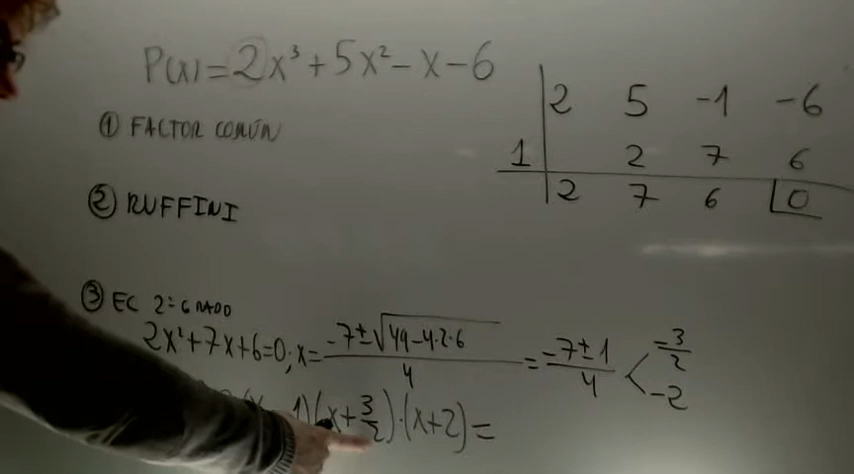 P(x)=2x³+5x²-x-6
① FACTOR COMÚN
② RUFFINI
2 5 -1 -6
1 2 7 6
2 7 6 0
③ EC 2º GRADO
2x²+7x+6=0; x= -7±√49-4·2·6 / 4 = -7±1 / 4 < -3/2
-2
1)(x+3/2)·(x+2)=